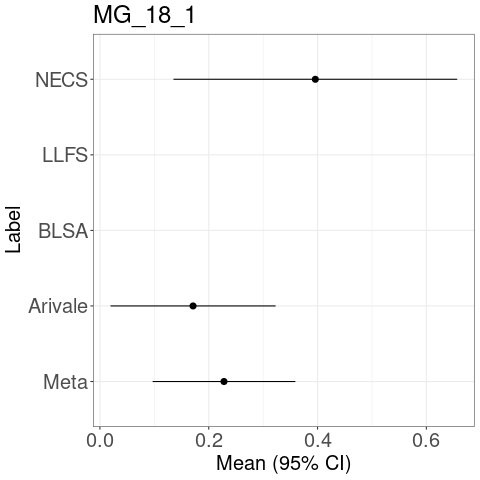 MG_18_1
NECS
LLFS
BLSA
Arivale
Meta
Label
0.0 0.2 0.4 0.6
Mean (95% CI)